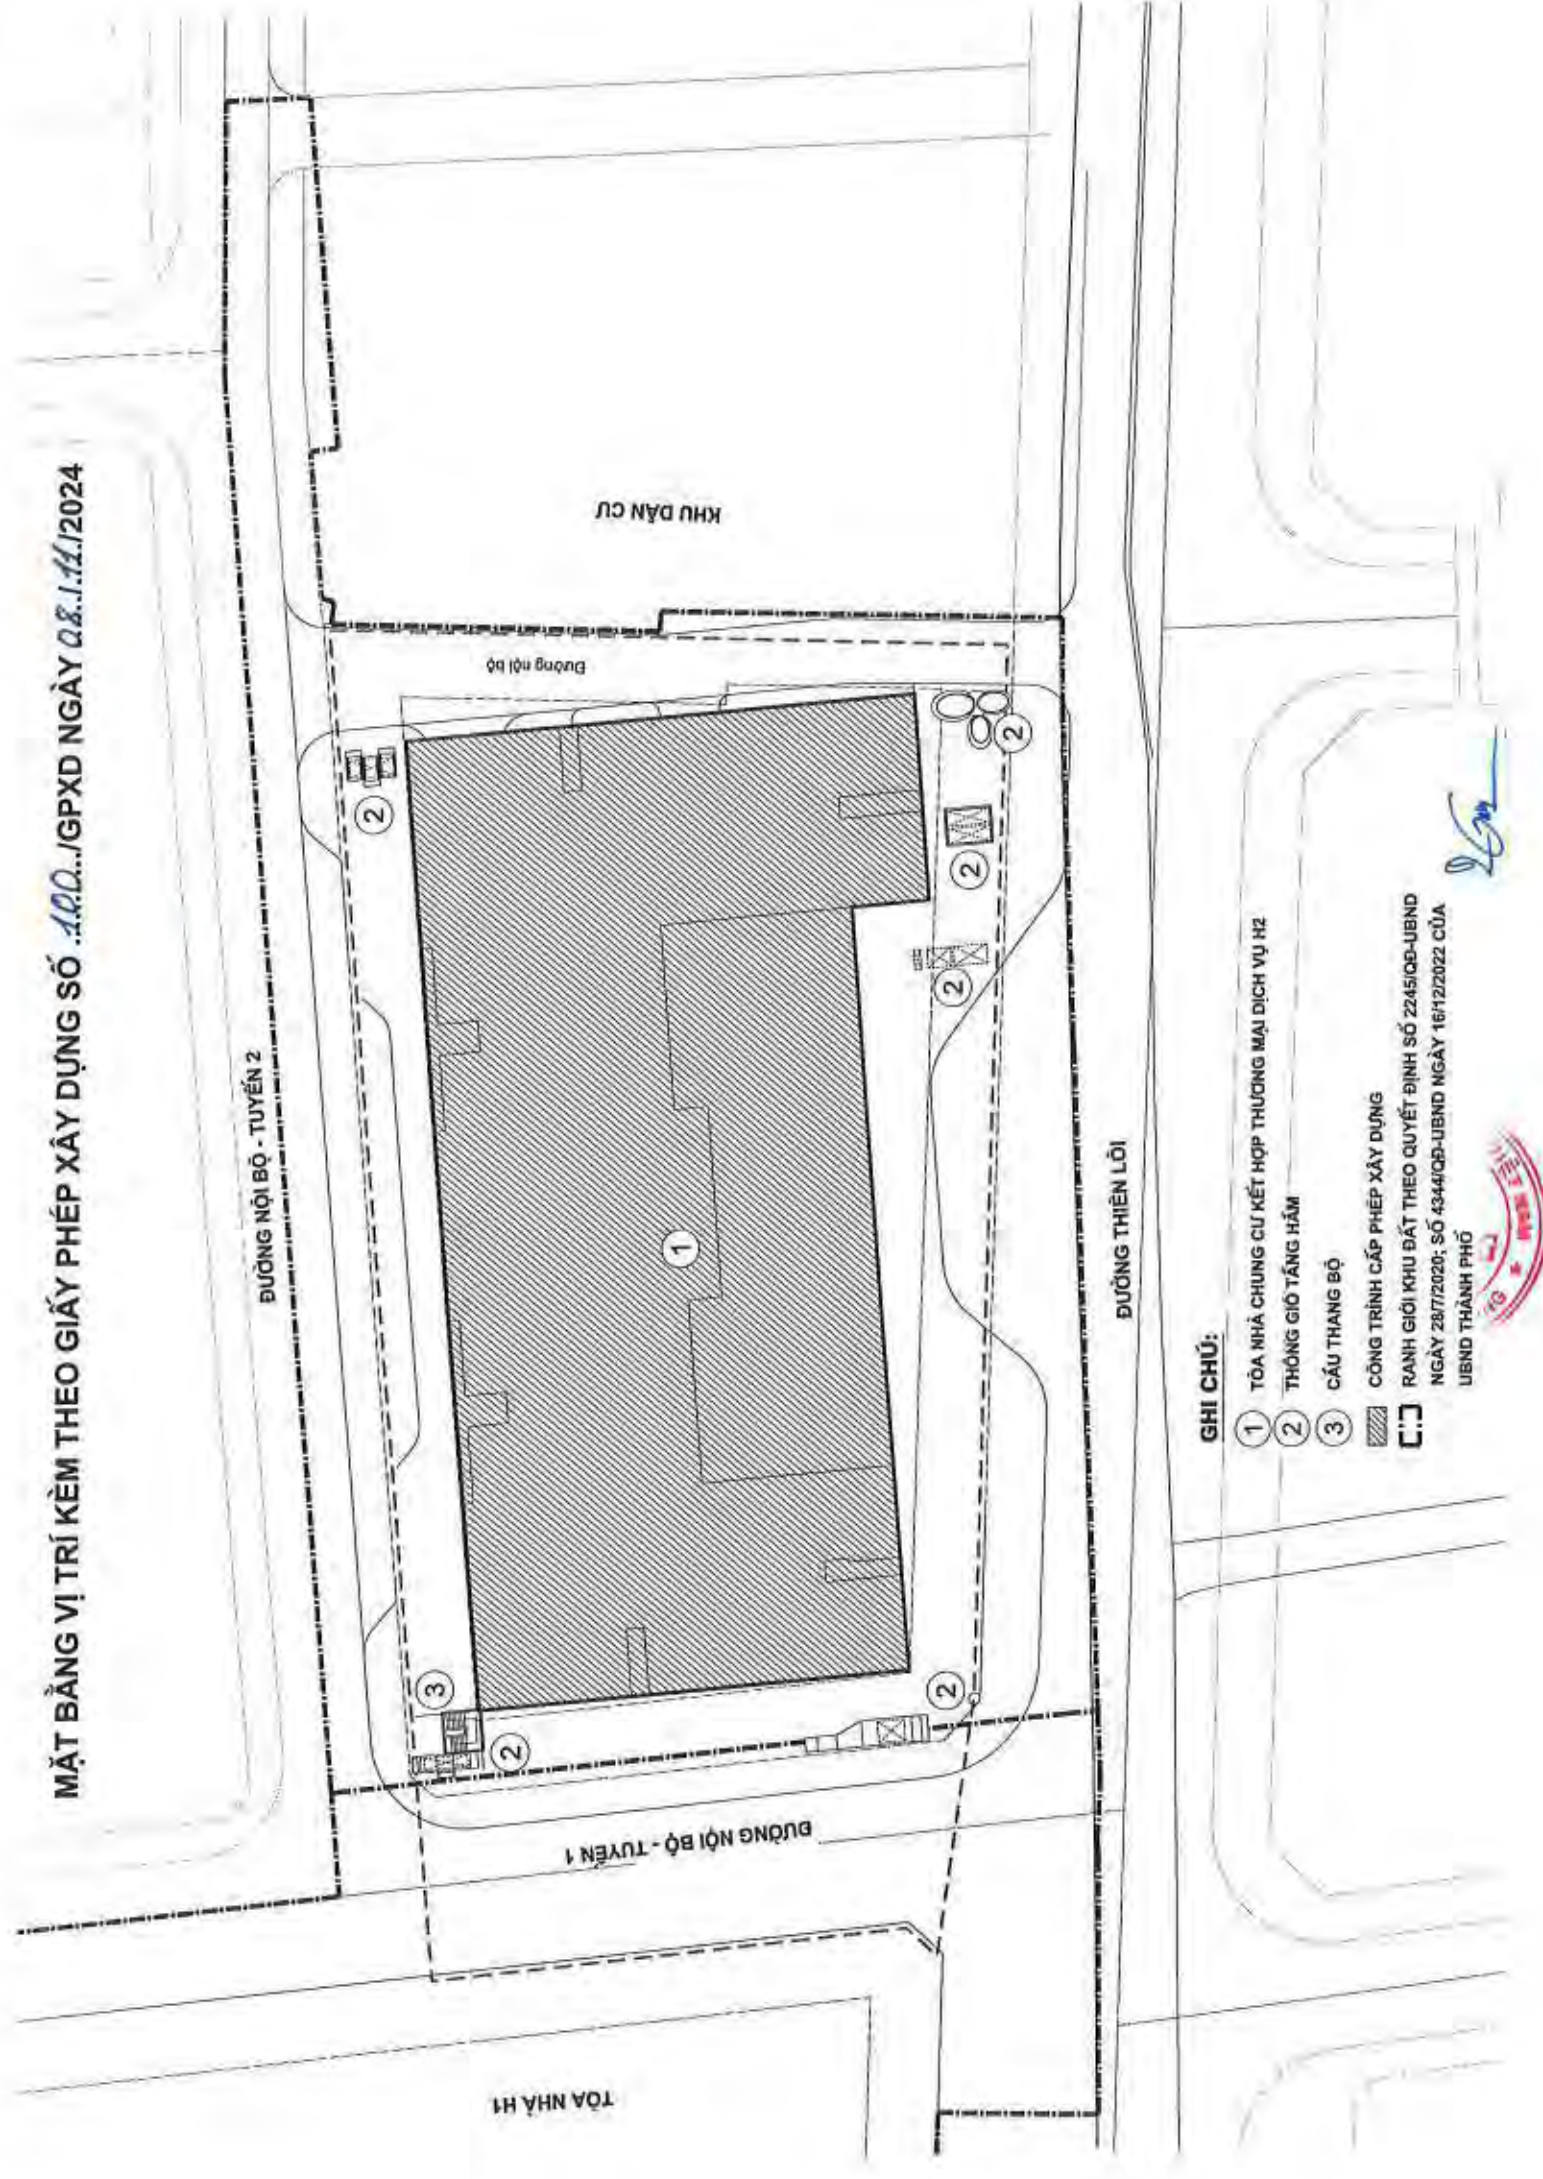 MẶT BẰNG VỊ TRÍ KÈM THEO GIẤY PHÉP XÂY DỰNG SỐ .100../GPXD NGÀY 08.1.11./2024
ĐƯỜNG NỘI BỘ - TUYẾN 2
KHU DÂN CƯ
Đường nội bộ
2
2
2
2
1
3
2
2
ĐƯỜNG NỘI BỘ - TUYẾN 1
TÒA NHÀ H1
ĐƯỜNG THIÊN LÔI
GHI CHÚ:
1 TÒA NHÀ CHUNG CƯ KẾT HỢP THƯƠNG MẠI DỊCH VỤ H2
2 THÔNG GIÓ TẦNG HẦM
3 CẦU THANG BỘ
CÔNG TRÌNH CẤP PHÉP XÂY DỰNG
RANH GIỚI KHU ĐẤT THEO QUYẾT ĐỊNH SỐ 2245/QĐ-UBND
NGÀY 28/7/2020; SỐ 4344/QĐ-UBND NGÀY 16/12/2022 CỦA
UBND THÀNH PHỐ
VIỆT NAM